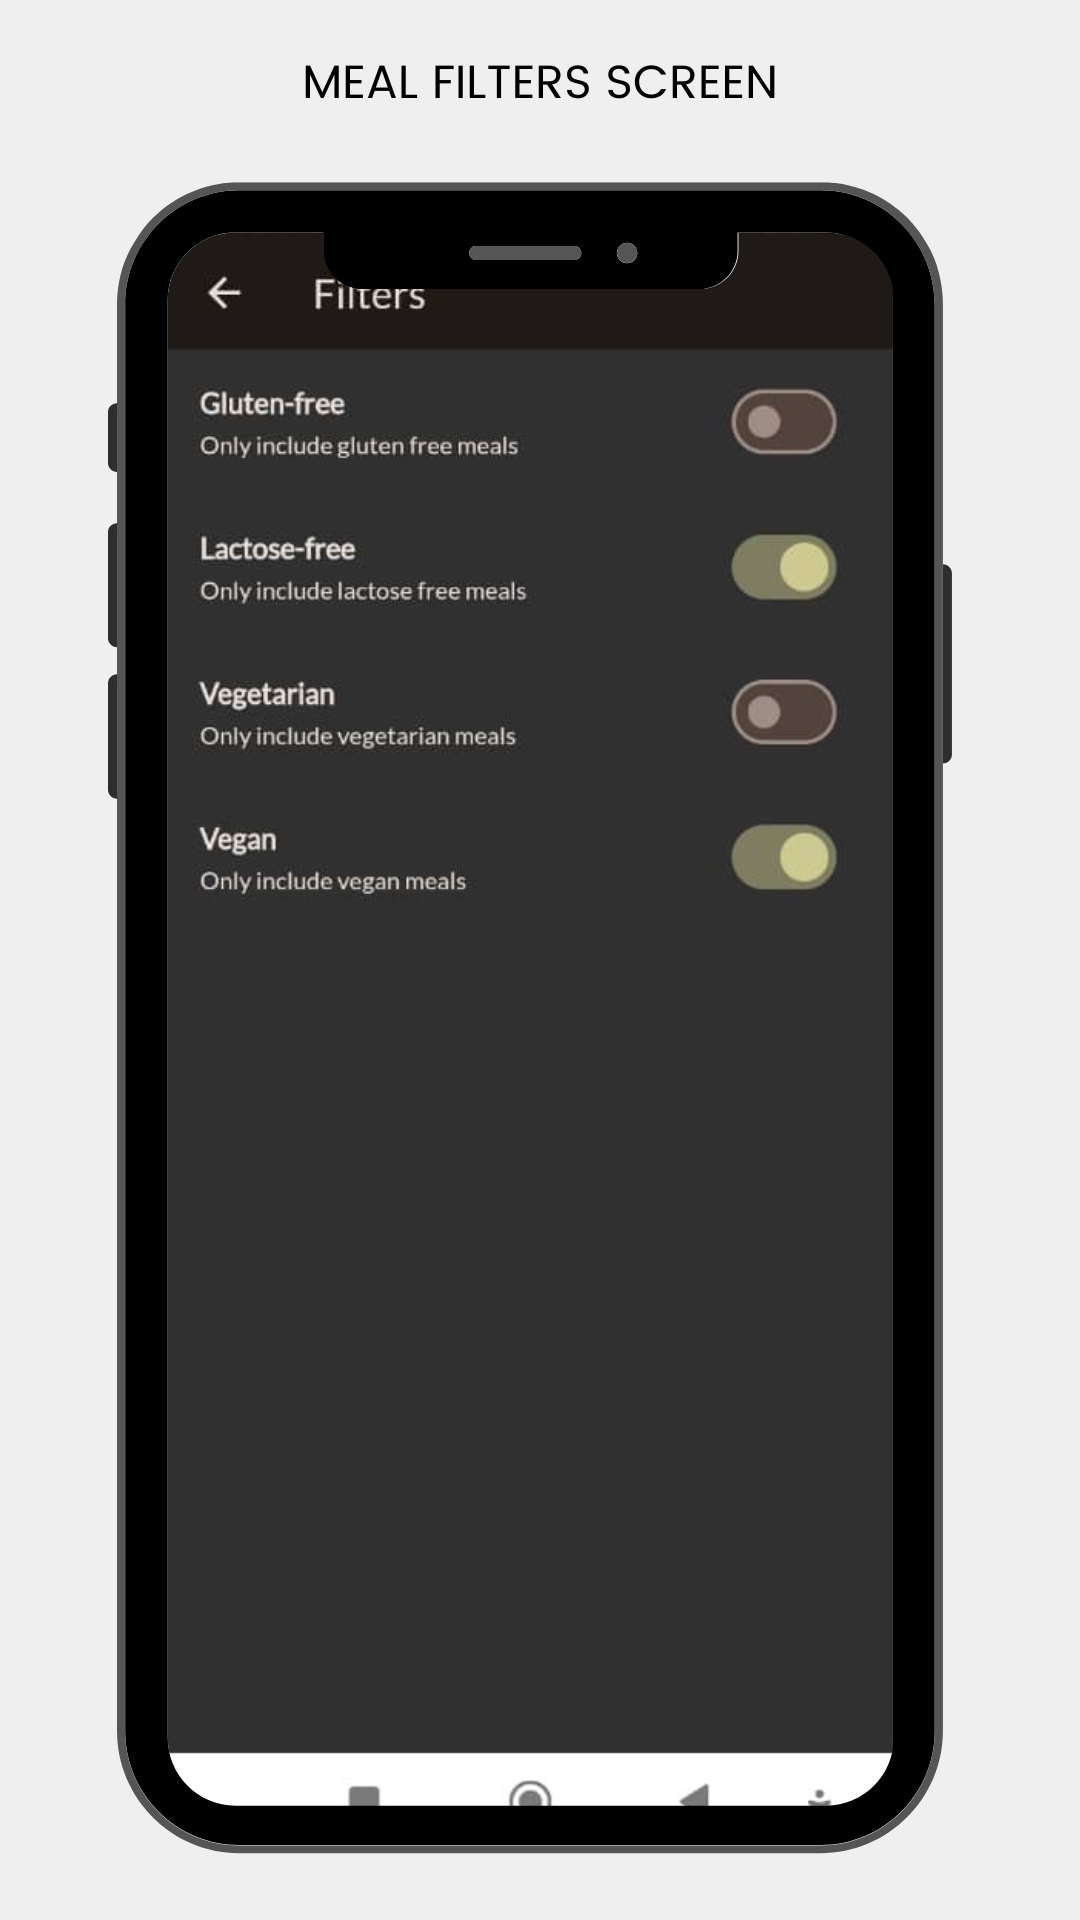 MEAL FILTERS SCREEN
Filters
Gluten-free
Only include gluten free meals
Lactose-free
Only include lactose free meals
Vegetarian
Only include vegetarian meals
Vegan
Only include vegan meals